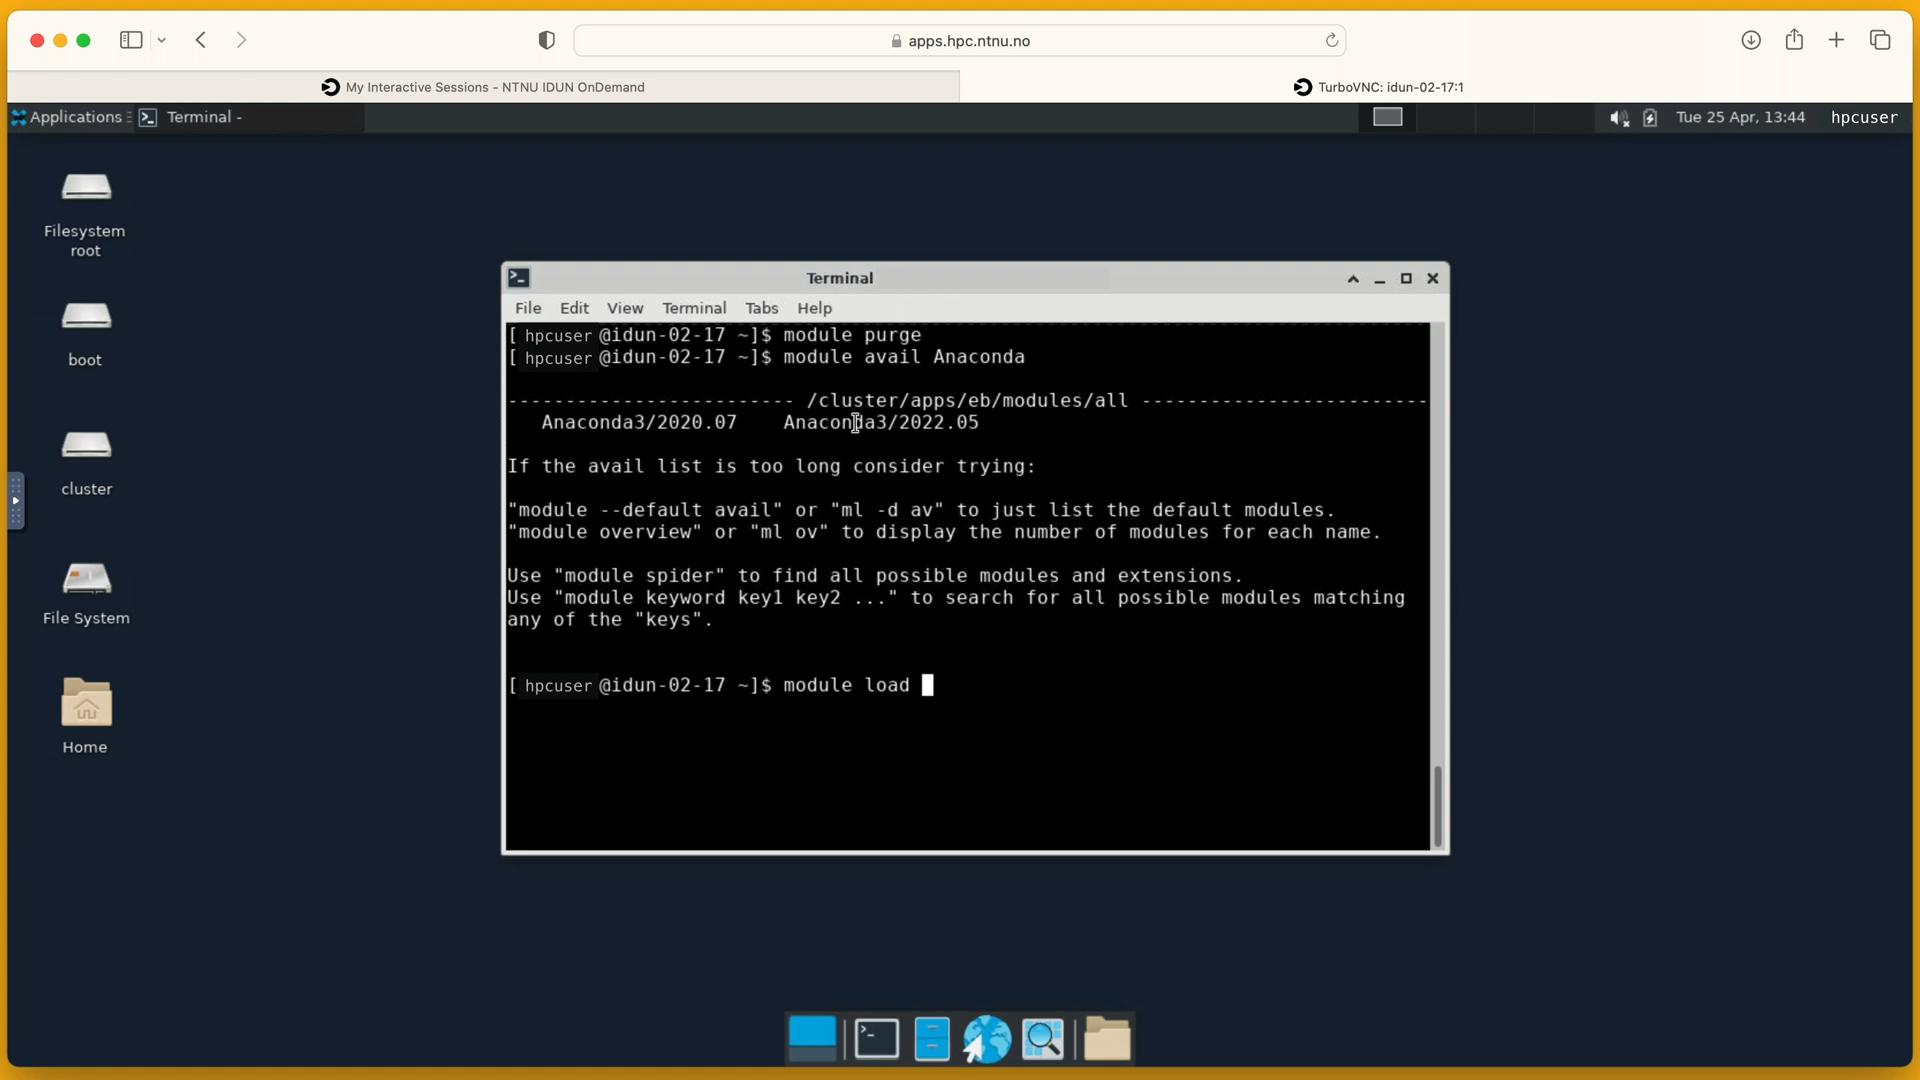 apps.hpc.ntnu.no
My Interactive Sessions - NTNU IDUN OnDemand
TurboVNC: idun-02-17:1
Applications
Terminal -
Tue 25 Apr, 13:44
hpcuser
Filesystem
root
boot
cluster
File System
Home
Terminal
File Edit View Terminal Tabs Help
[ hpcuser @idun-02-17 ~]$ module purge
[ hpcuser @idun-02-17 ~]$ module avail Anaconda
------------------------- /cluster/apps/eb/modules/all -------------------------
Anaconda3/2020.07    Anaconda3/2022.05
If the avail list is too long consider trying:
"module --default avail" or "ml -d av" to just list the default modules.
"module overview" or "ml ov" to display the number of modules for each name.
Use "module spider" to find all possible modules and extensions.
Use "module keyword key1 key2 ..." to search for all possible modules matching
any of the "keys".
[ hpcuser @idun-02-17 ~]$ module load